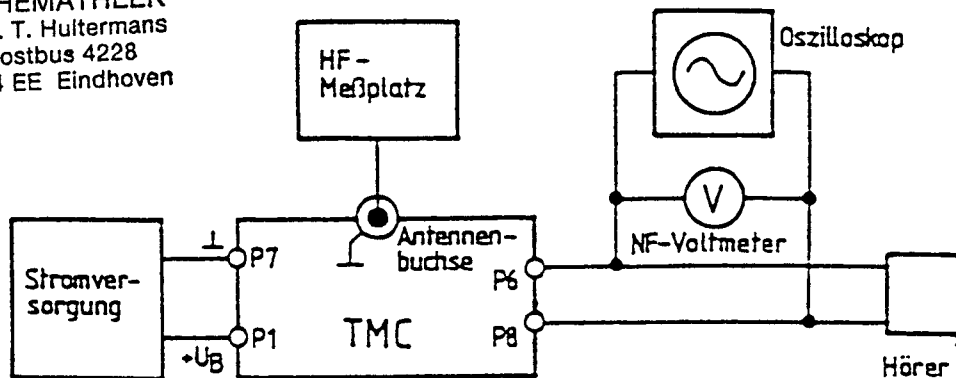 . T. Hultermans
ostbus 4228
EE Eindhoven
HF-
Meßplatz
Oszilloskop
V
NF-Voltmeter
Antennen-
buchse
Stromver-
sorgung
⊥
P7
P1
+UB
TMC
P6
P8
Hörer